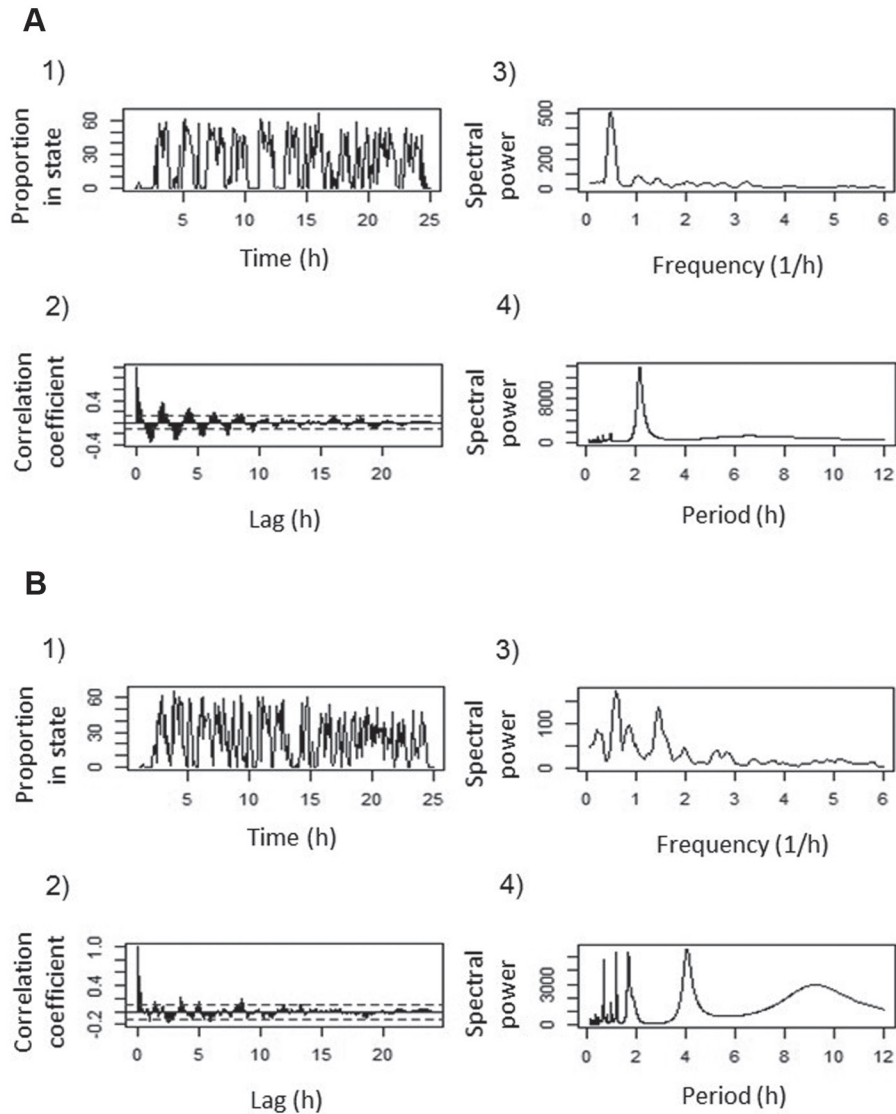 A
1)
Proportion
in state
0 30 60
5 10 15 20 25
Time (h)
3)
Spectral
power
0 200 500
0 1 2 3 4 5 6
Frequency (1/h)
2)
Correlation
coefficient
-0.4 0.4
0 5 10 15 20
Lag (h)
4)
Spectral
power
0 8000
0 2 4 6 8 10 12
Period (h)
B
1)
Proportion
in state
0 30 60
5 10 15 20 25
Time (h)
3)
Spectral
power
0 100
0 1 2 3 4 5 6
Frequency (1/h)
2)
Correlation
coefficient
-0.2 0.4 1.0
0 5 10 15 20
Lag (h)
4)
Spectral
power
0 3000
0 2 4 6 8 10 12
Period (h)